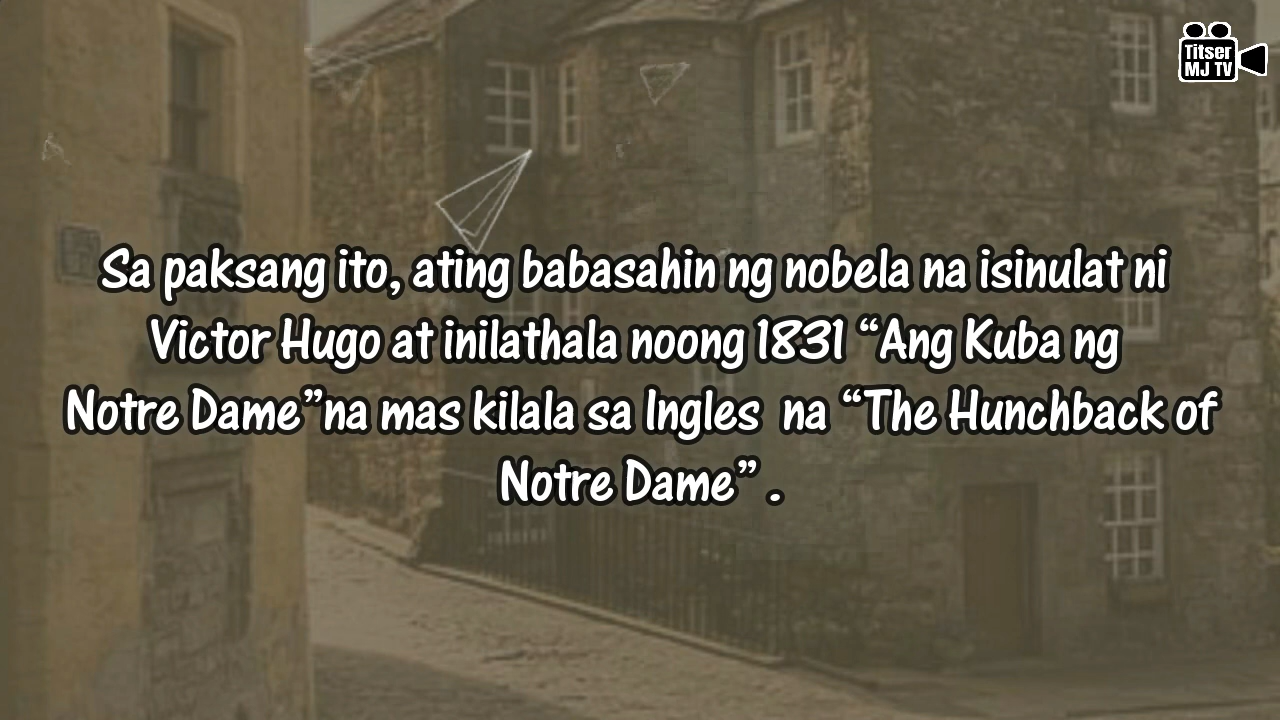 Titser
MJ TV
Sa paksang ito, ating babasahin ng nobela na isinulat ni
Victor Hugo at inilathala noong 1831 “Ang Kuba ng
Notre Dame”na mas kilala sa Ingles  na “The Hunchback of
Notre Dame” .